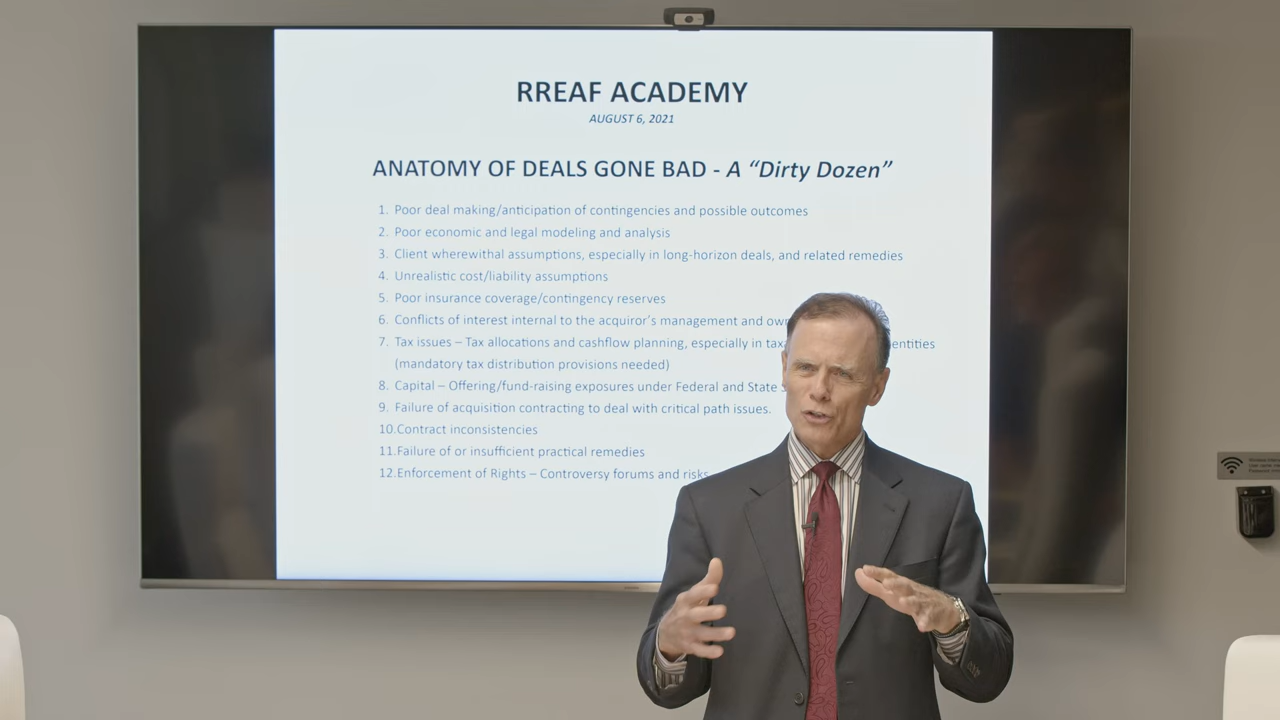 RREAF ACADEMY
AUGUST 6, 2021
ANATOMY OF DEALS GONE BAD - A “Dirty Dozen”
1. Poor deal making/anticipation of contingencies and possible outcomes
2. Poor economic and legal modeling and analysis
3. Client wherewithal assumptions, especially in long-horizon deals, and related remedies
4. Unrealistic cost/liability assumptions
5. Poor insurance coverage/contingency reserves
6. Conflicts of interest internal to the acquiror’s management and
7. Tax issues – Tax allocations and cashflow planning, especially in entities
(mandatory tax distribution provisions needed)
8. Capital – Offering/fund-raising exposures under Federal and State
9. Failure of acquisition contracting to deal with critical path issues.
10.Contract inconsistencies
11.Failure of or insufficient practical remedies
12.Enforcement of Rights – Controversy forums and risks